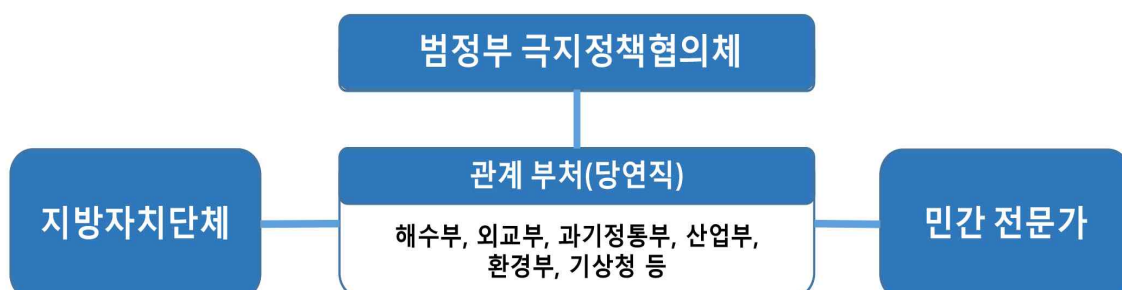 범정부 극지정책협의체
관계 부처(당연직)
지방자치단체
해수부, 외교부, 과기정통부, 산업부,
환경부, 기상청 등
민간 전문가